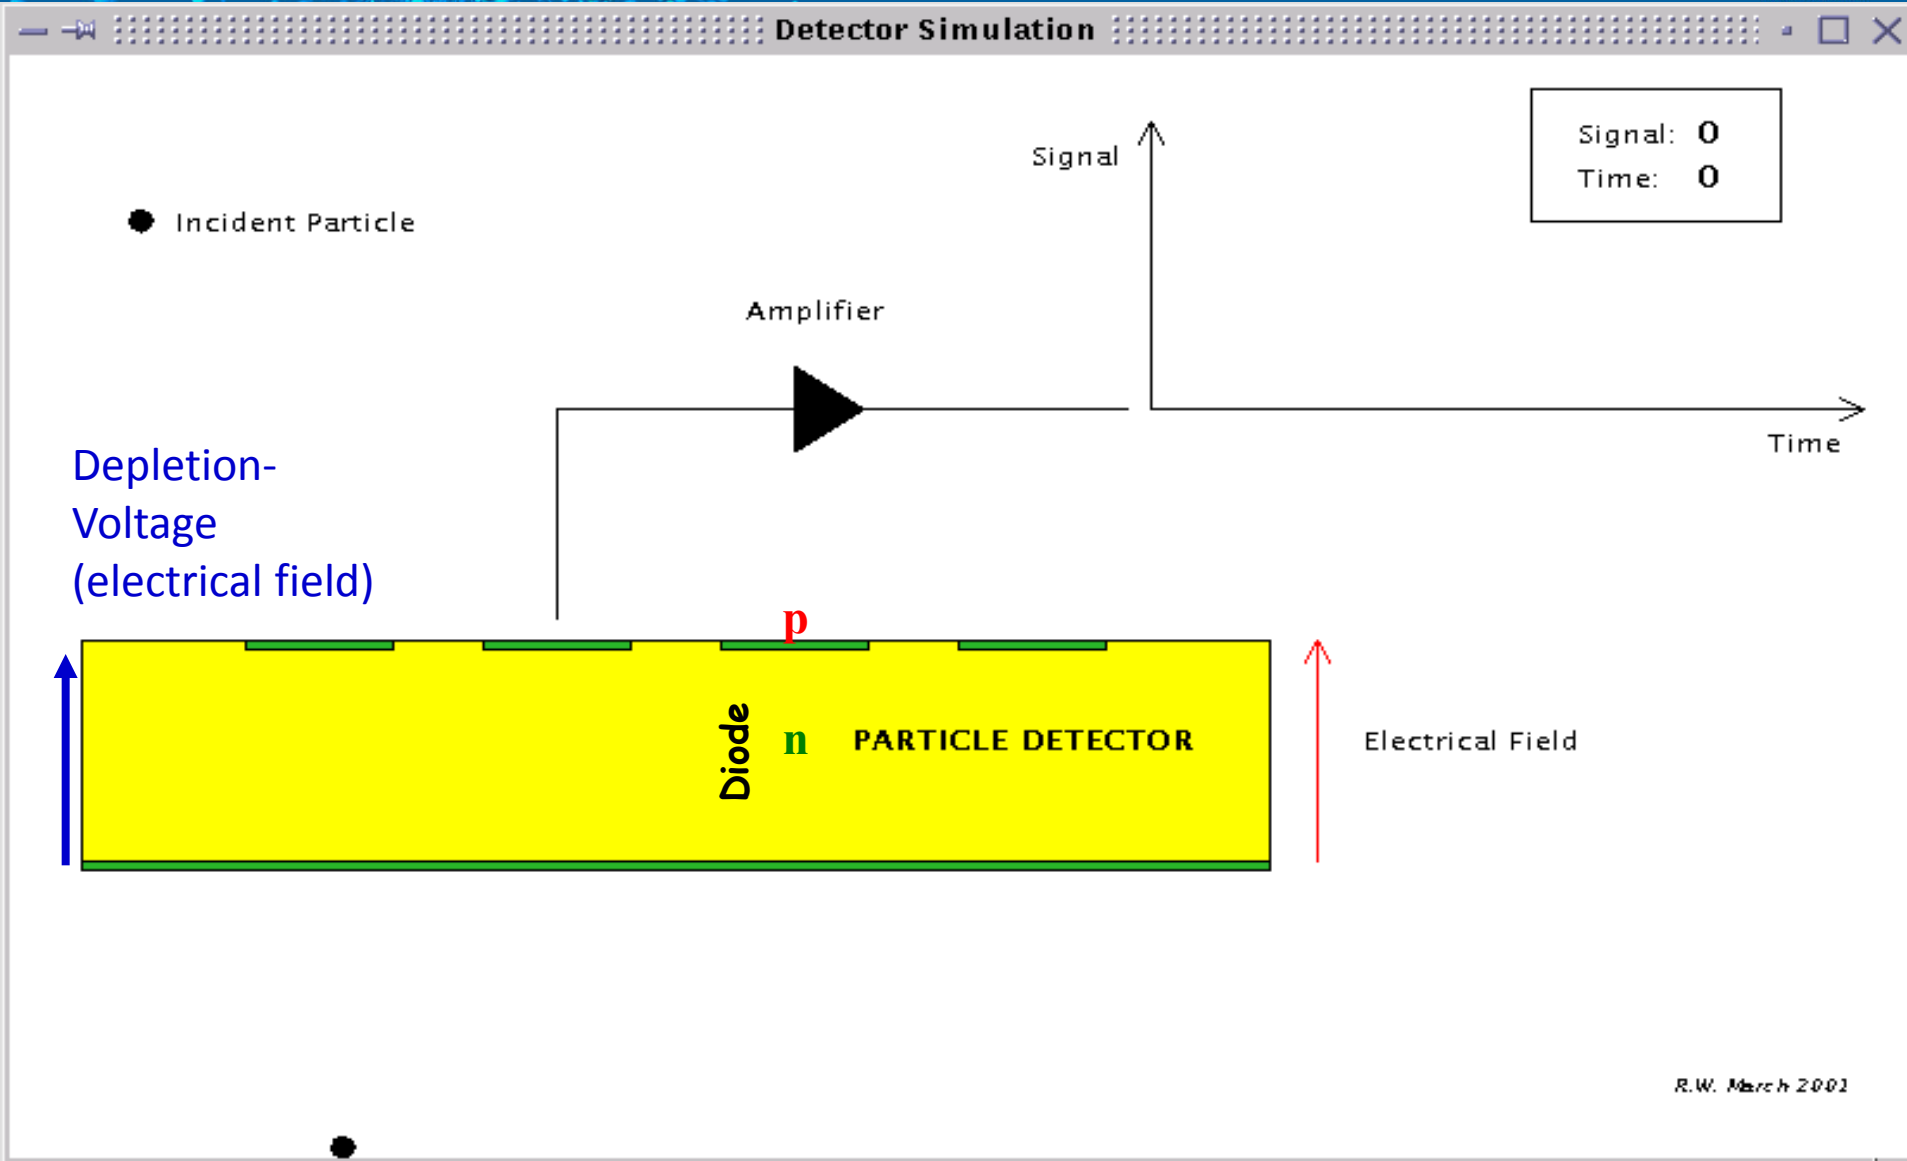 Detector Simulation
Signal: 0
Time: 0
Signal
Incident Particle
Amplifier
Time
Depletion-
Voltage
(electrical field)
p
Diode
n
PARTICLE DETECTOR
Electrical Field
R.W. March 2001